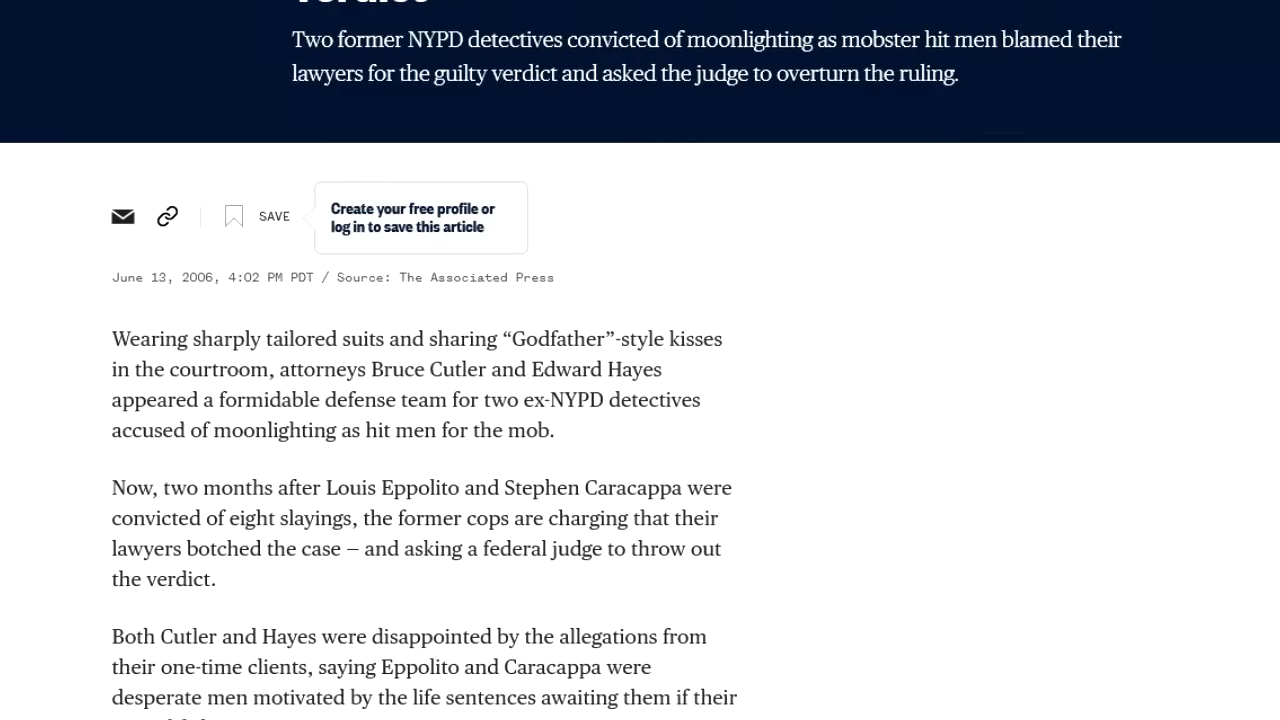 Two former NYPD detectives convicted of moonlighting as mobster hit men blamed their
lawyers for the guilty verdict and asked the judge to overturn the ruling.
SAVE
Create your free profile or
log in to save this article
June 13, 2006, 4:02 PM PDT / Source: The Associated Press
Wearing sharply tailored suits and sharing “Godfather”-style kisses
in the courtroom, attorneys Bruce Cutler and Edward Hayes
appeared a formidable defense team for two ex-NYPD detectives
accused of moonlighting as hit men for the mob.
Now, two months after Louis Eppolito and Stephen Caracappa were
convicted of eight slayings, the former cops are charging that their
lawyers botched the case — and asking a federal judge to throw out
the verdict.
Both Cutler and Hayes were disappointed by the allegations from
their one-time clients, saying Eppolito and Caracappa were
desperate men motivated by the life sentences awaiting them if their